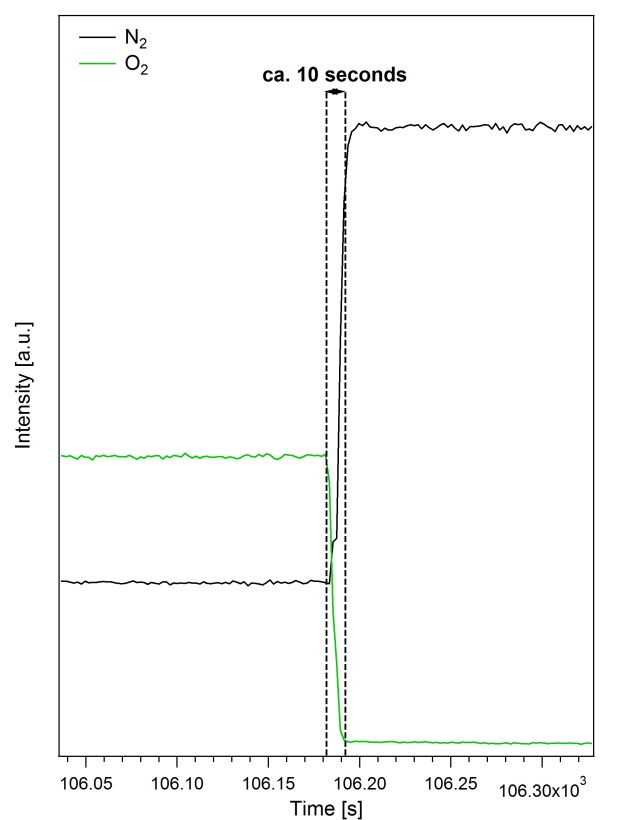 N₂
O₂
ca. 10 seconds
Intensity [a.u.]
106.05 106.10 106.15 106.20 106.25 106.30x10³
Time [s]